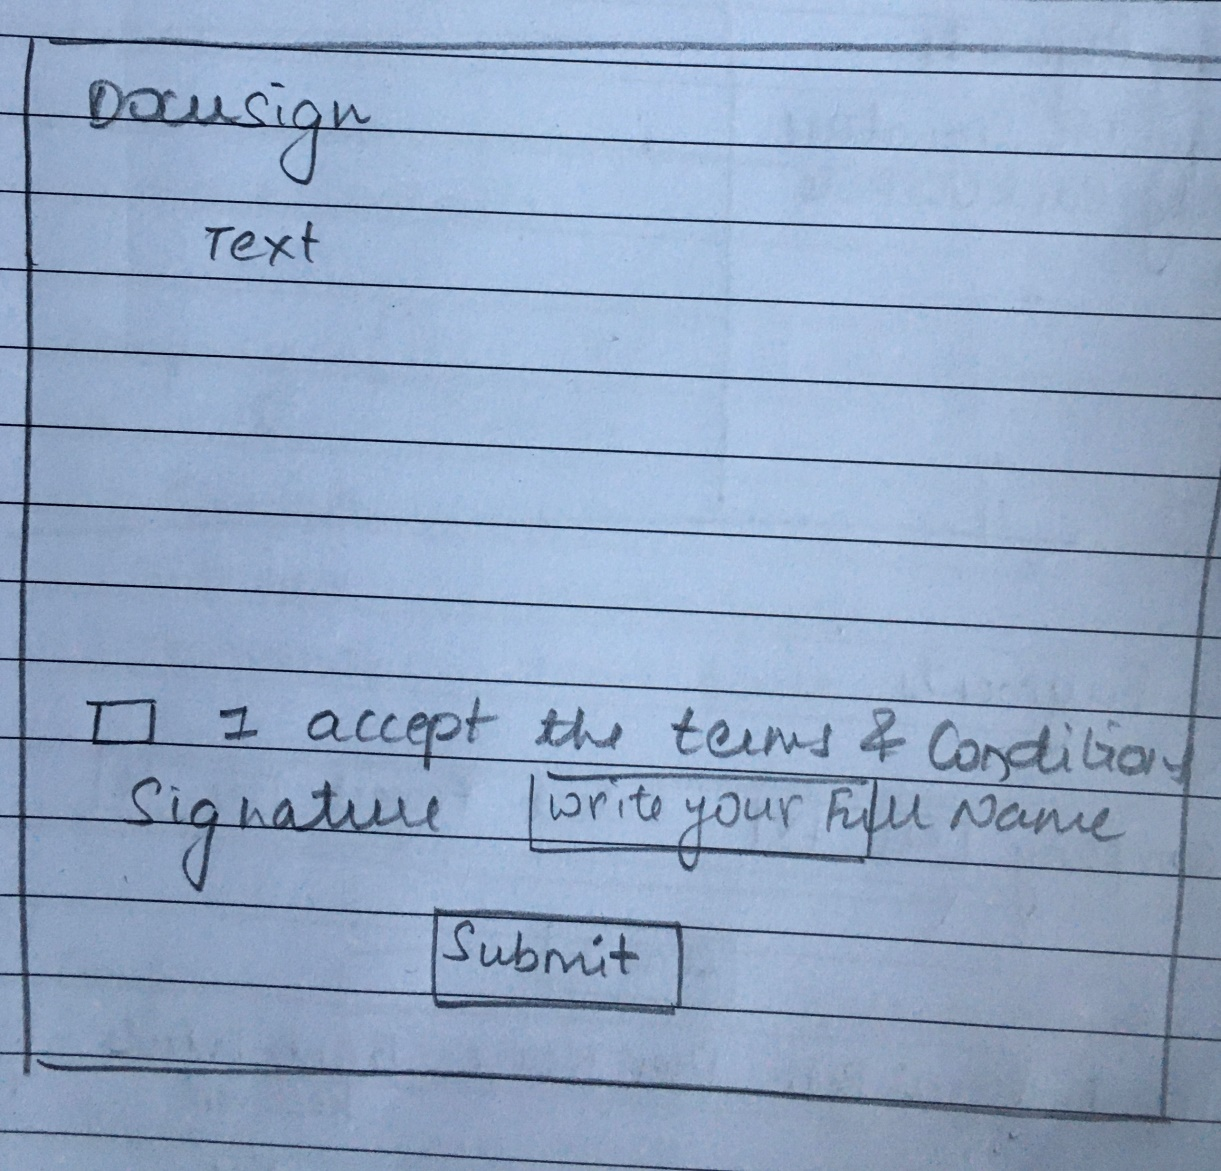 Docusign
Text
I accept the terms & Conditions
Signature Write your Full Name
Submit